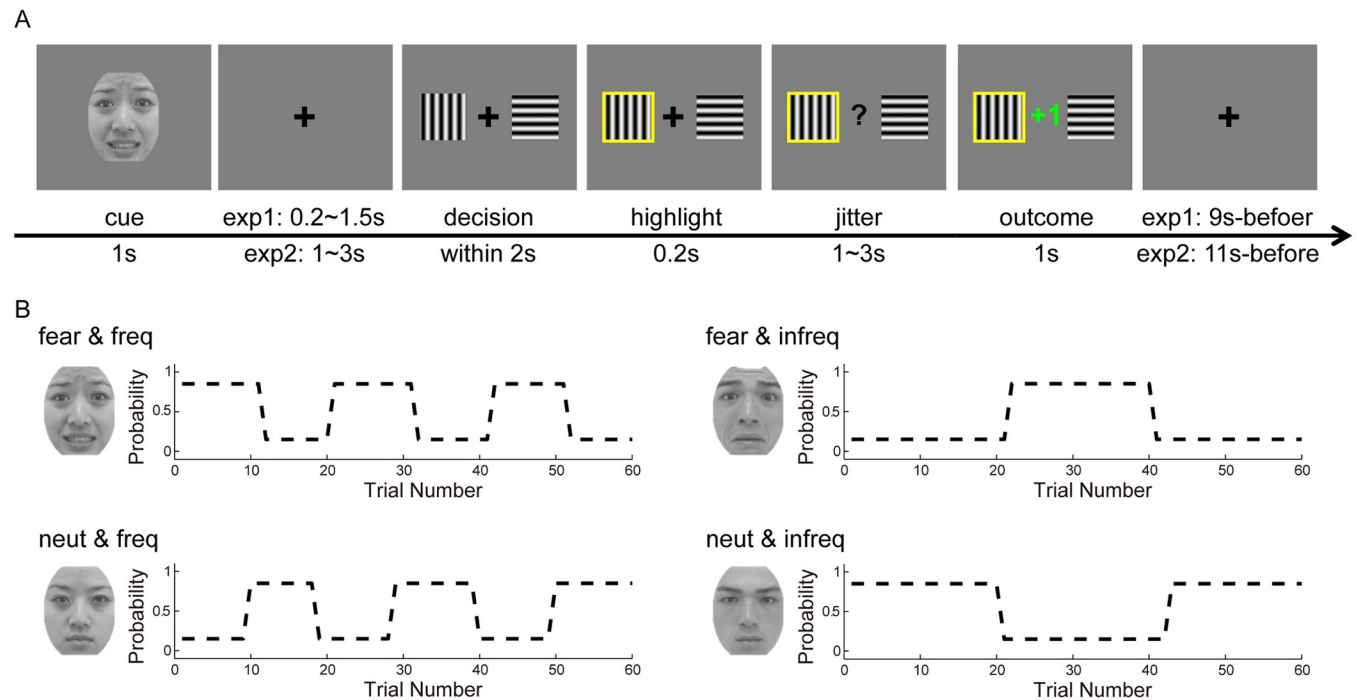 A
+ + + ? +1 +
cue exp1: 0.2~1.5s decision highlight jitter outcome exp1: 9s-befoer
1s exp2: 1~3s within 2s 0.2s 1~3s 1s exp2: 11s-before
B
fear & freq
Probability
1
0.5
0
0 10 20 30 40 50 60
Trial Number
fear & infreq
Probability
1
0.5
0
0 10 20 30 40 50 60
Trial Number
neut & freq
Probability
1
0.5
0
0 10 20 30 40 50 60
Trial Number
neut & infreq
Probability
1
0.5
0
0 10 20 30 40 50 60
Trial Number